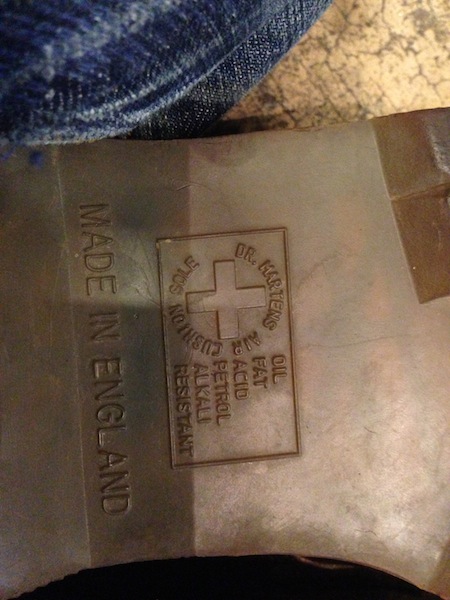 DR. MARTENS AIR CUSHION SOLE
OIL
FAT
ACID
PETROL
ALKALI
RESISTANT
MADE IN ENGLAND